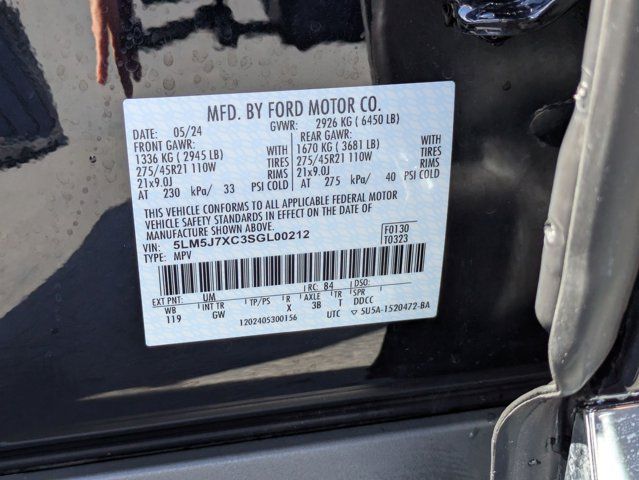 MFD. BY FORD MOTOR CO.
DATE: 05/24 GVWR: 2926 KG ( 6450 LB)
FRONT GAWR: REAR GAWR:
1336 KG ( 2945 LB) WITH 1670 KG ( 3681 LB) WITH
275/45R21 110W TIRES 275/45R21 110W TIRES
21x9.0J RIMS 21x9.0J RIMS
AT 230 kPa/ 33 PSI COLD AT 275 kPa/ 40 PSI COLD
THIS VEHICLE CONFORMS TO ALL APPLICABLE FEDERAL MOTOR
VEHICLE SAFETY STANDARDS IN EFFECT ON THE DATE OF
MANUFACTURE SHOWN ABOVE.
VIN: 5LM5J7XC3SGL00212 F0130
TYPE: MPV T0323
EXT PNT: UM RC: 84 DSO:
WB INT TR TP/PS R AXLE TR SPR
119 GW X 3B T DDCC
1202405300156 UTC ▽ 5U5A-1520472-BA